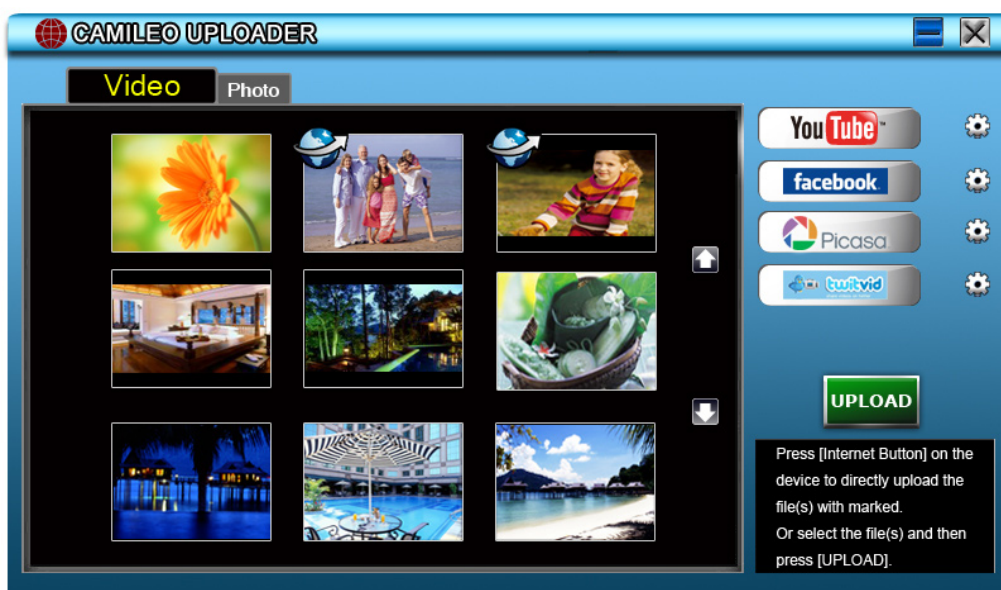 CAMILEO UPLOADER
Video
Photo
YouTube
facebook
Picasa
twitvid
UPLOAD
Press [Internet Button] on the
device to directly upload the
file(s) with marked.
Or select the file(s) and then
press [UPLOAD].